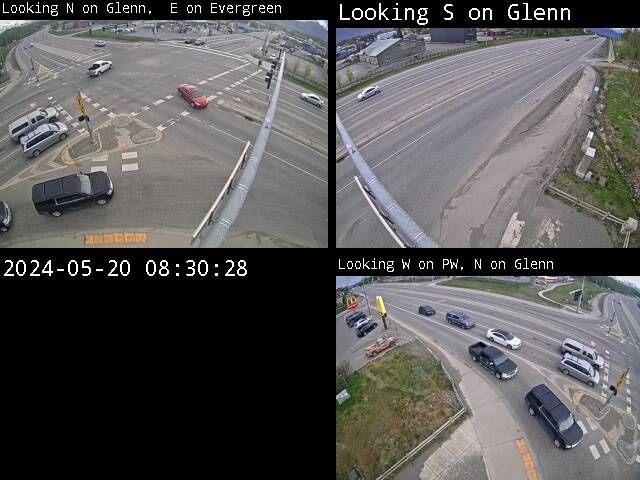 Looking N on Glenn,  E on Evergreen
Looking S on Glenn
2024-05-20 08:30:28
Looking W on PW, N on Glenn